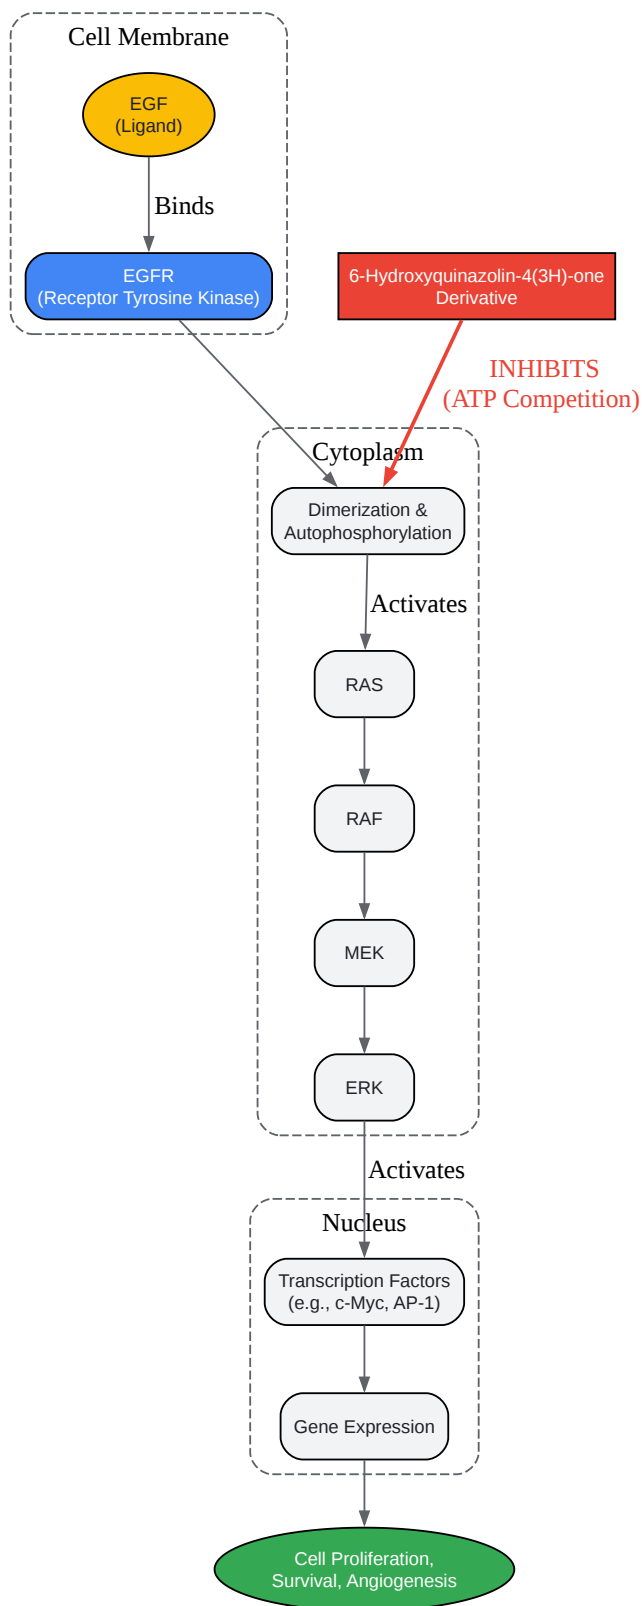 Cell Membrane
EGF
(Ligand)
Binds
EGFR
(Receptor Tyrosine Kinase)
6-Hydroxyquinazolin-4(3H)-one
Derivative
INHIBITS
(ATP Competition)
Cytoplasm
Dimerization &
Autophosphorylation
Activates
RAS
RAF
MEK
ERK
Activates
Nucleus
Transcription Factors
(e.g., c-Myc, AP-1)
Gene Expression
Cell Proliferation,
Survival, Angiogenesis